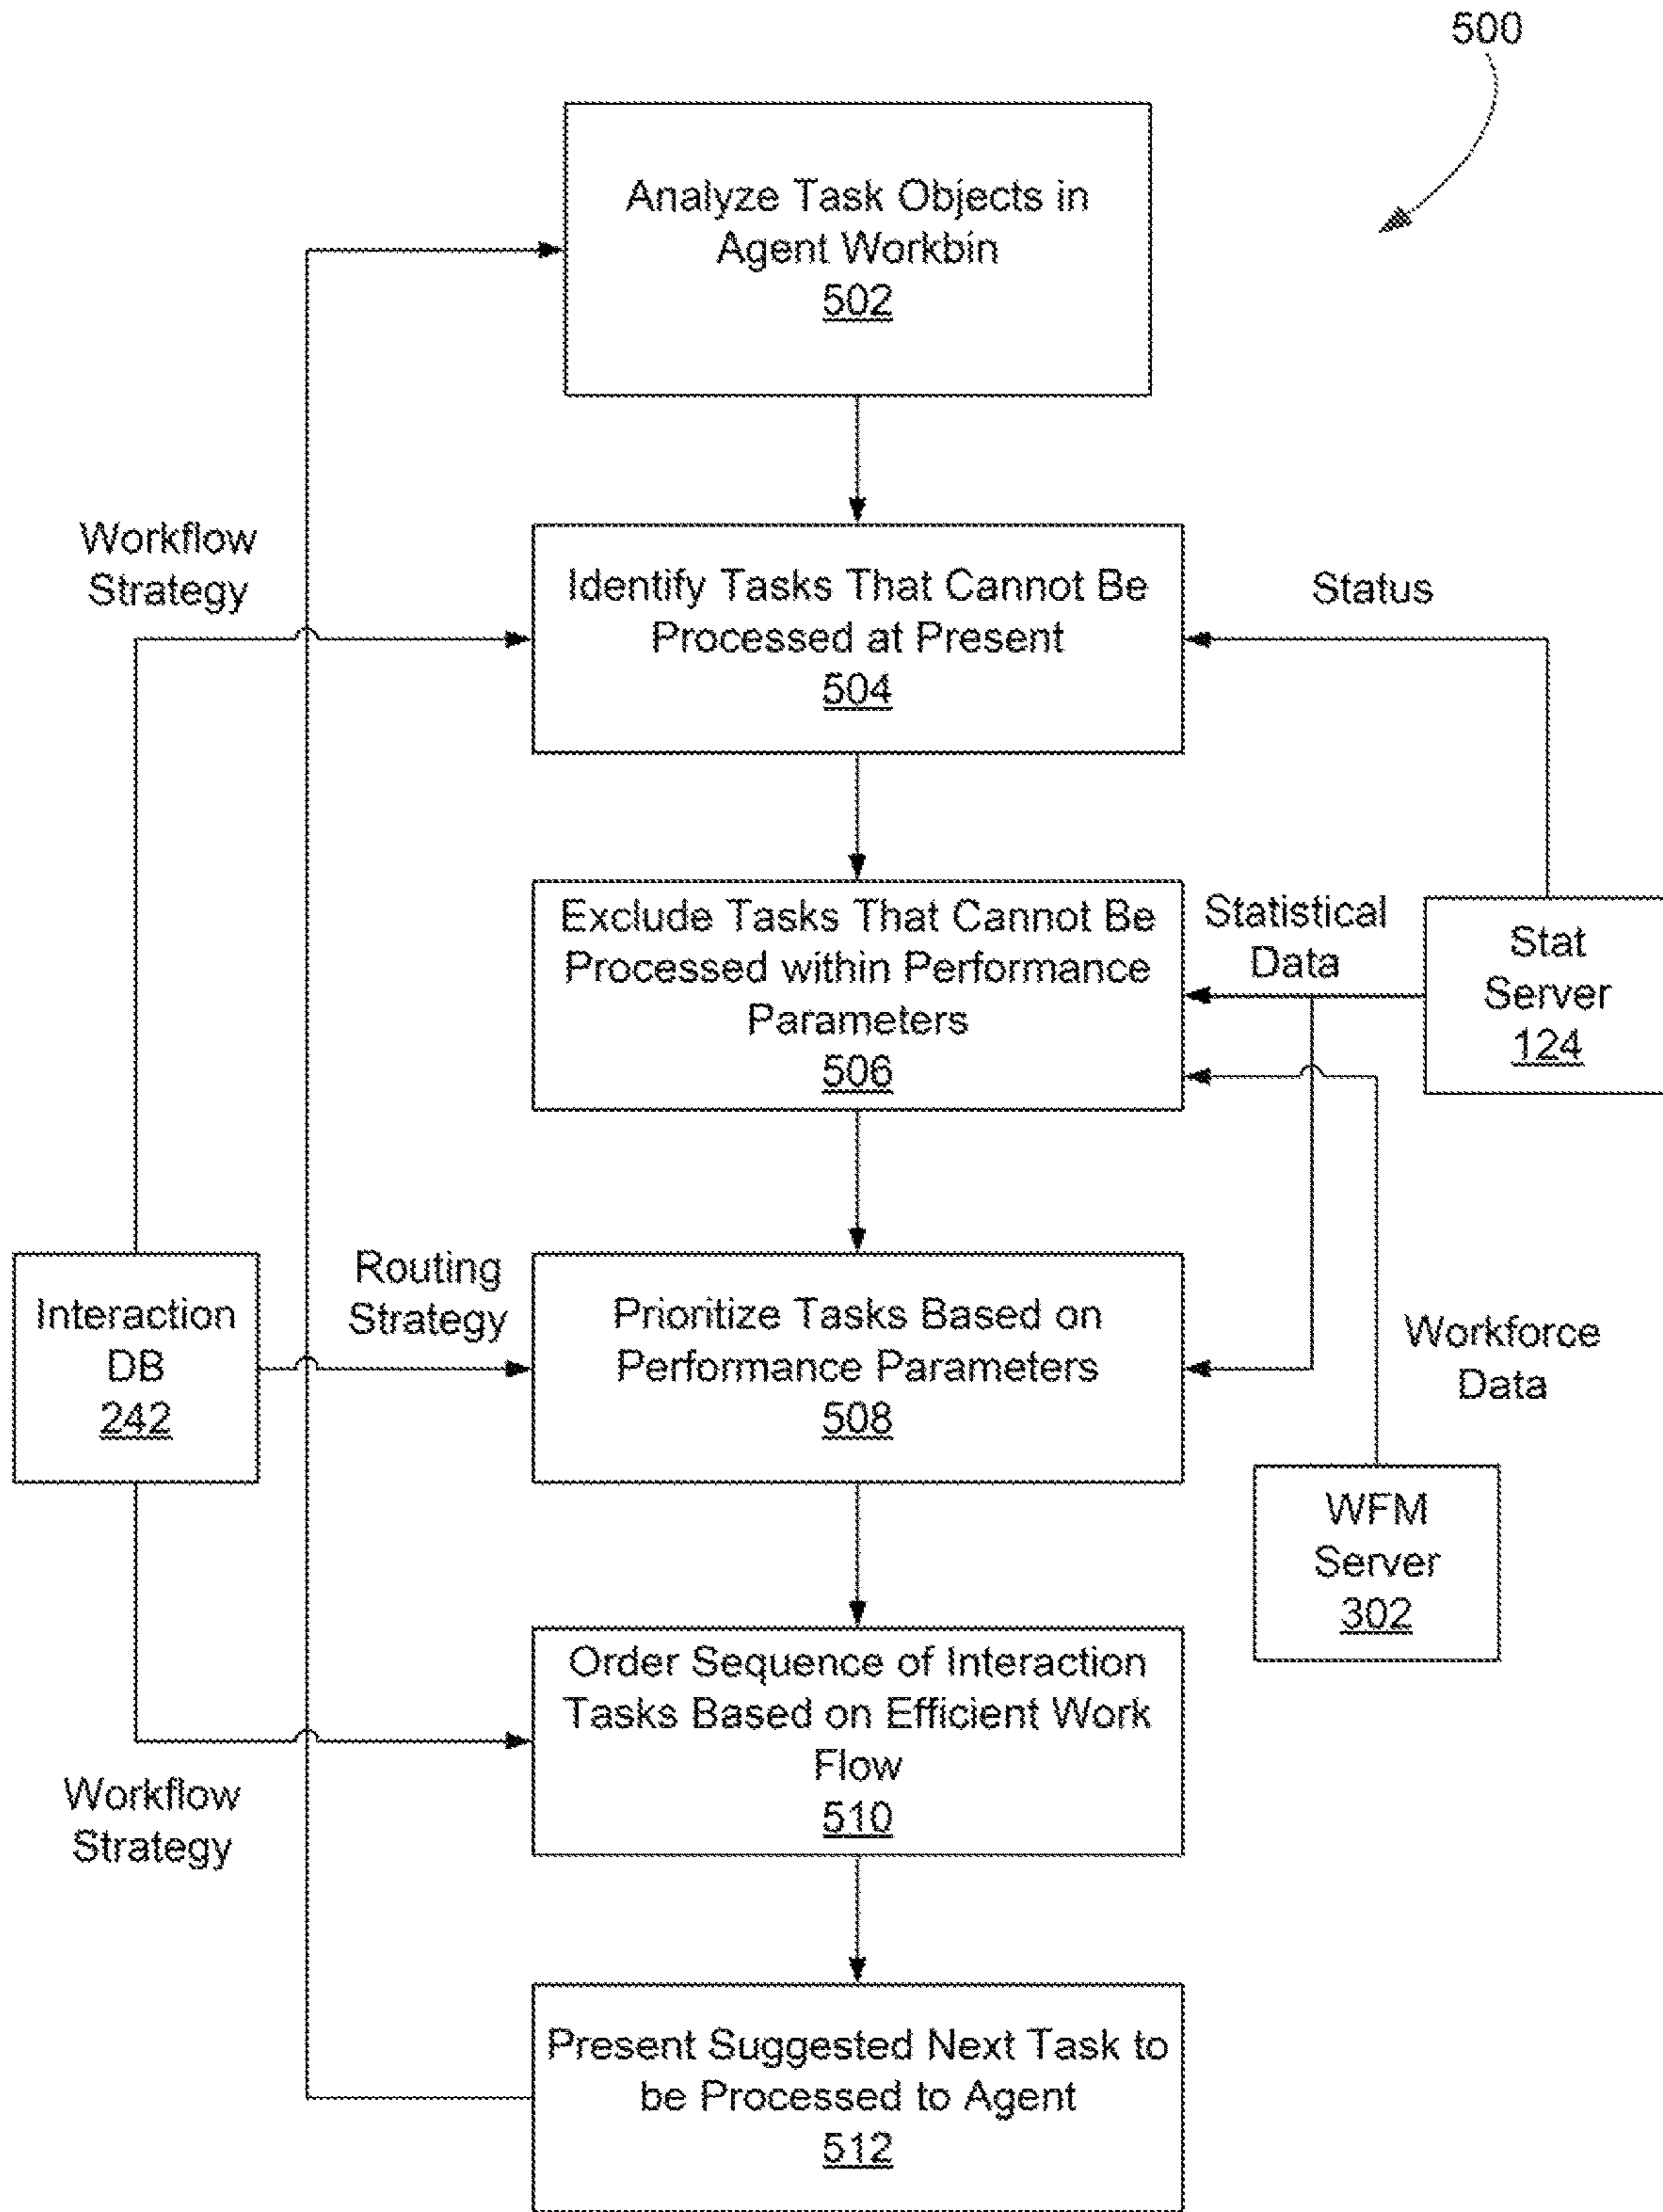 500
Analyze Task Objects in
Agent Workbin
502
Workflow
Strategy
Identify Tasks That Cannot Be
Processed at Present
504
Status
Exclude Tasks That Cannot Be
Processed within Performance
Parameters
506
Statistical
Data
Stat
Server
124
Interaction
DB
242
Routing
Strategy
Prioritize Tasks Based on
Performance Parameters
508
Workforce
Data
WFM
Server
302
Order Sequence of Interaction
Tasks Based on Efficient Work
Flow
510
Workflow
Strategy
Present Suggested Next Task to
be Processed to Agent
512